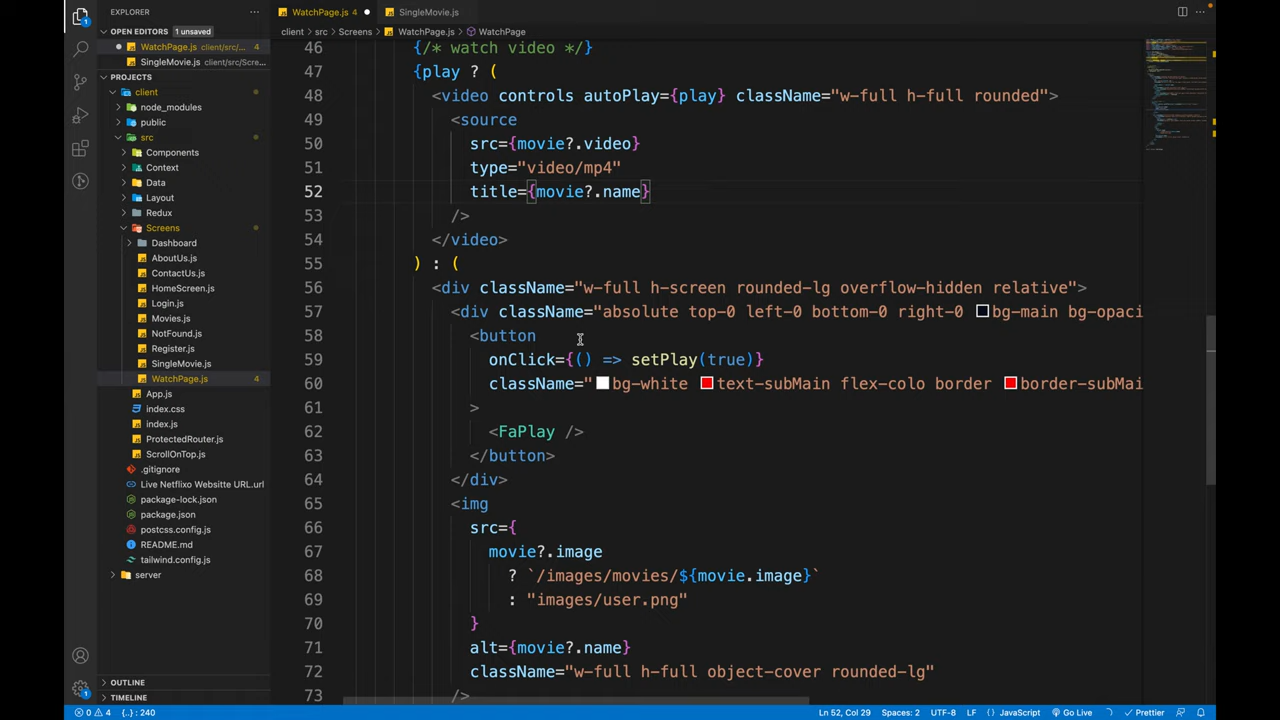 EXPLORER
WatchPage.js 4
SingleMovie.js
client > src > Screens > WatchPage.js > WatchPage
OPEN EDITORS 1 unsaved
WatchPage.js client/src/... 4
SingleMovie.js client/src/Scre...
PROJECTS
client
node_modules
public
src
Components
Context
Data
Layout
Redux
Screens
Dashboard
AboutUs.js
ContactUs.js
HomeScreen.js
Login.js
Movies.js
NotFound.js
Register.js
SingleMovie.js
WatchPage.js 4
App.js
index.css
index.js
ProtectedRouter.js
ScrollOnTop.js
.gitignore
Live Netflixo Websitte URL.url
package-lock.json
package.json
postcss.config.js
README.md
tailwind.config.js
server
OUTLINE
TIMELINE
46 {/* watch video */}
47 {play ? (
48 <video controls autoPlay={play} className="w-full h-full rounded">
49 <source
50 src={movie?.video}
51 type="video/mp4"
52 title={movie?.name}
53 />
54 </video>
55 ) : (
56 <div className="w-full h-screen rounded-lg overflow-hidden relative">
57 <div className="absolute top-0 left-0 bottom-0 right-0 bg-main bg-opaci
58 <button
59 onClick={() => setPlay(true)}
60 className="bg-white text-subMain flex-colo border border-subMai
61 >
62 <FaPlay />
63 </button>
64 </div>
65 <img
66 src={
67 movie?.image
68 ? `/images/movies/${movie.image}`
69 : "images/user.png"
70 }
71 alt={movie?.name}
72 className="w-full h-full object-cover rounded-lg"
73 />
1
0 4 {..} : 240
Ln 52, Col 29 Spaces: 2 UTF-8 LF {} JavaScript Go Live Prettier